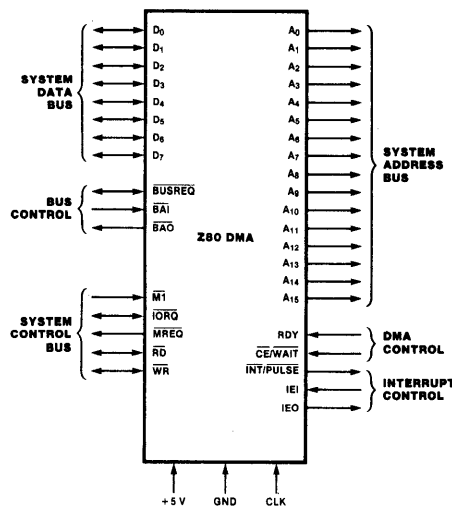 SYSTEM
DATA
BUS
BUS
CONTROL
SYSTEM
CONTROL
BUS
D0
D1
D2
D3
D4
D5
D6
D7
BUSREQ
BAI
BAO
M1
IORQ
MREQ
RD
WR
Z80 DMA
A0
A1
A2
A3
A4
A5
A6
A7
A8
A9
A10
A11
A12
A13
A14
A15
RDY
CE/WAIT
INT/PULSE
IEI
IEO
SYSTEM
ADDRESS
BUS
DMA
CONTROL
INTERRUPT
CONTROL
+5 V
GND
CLK